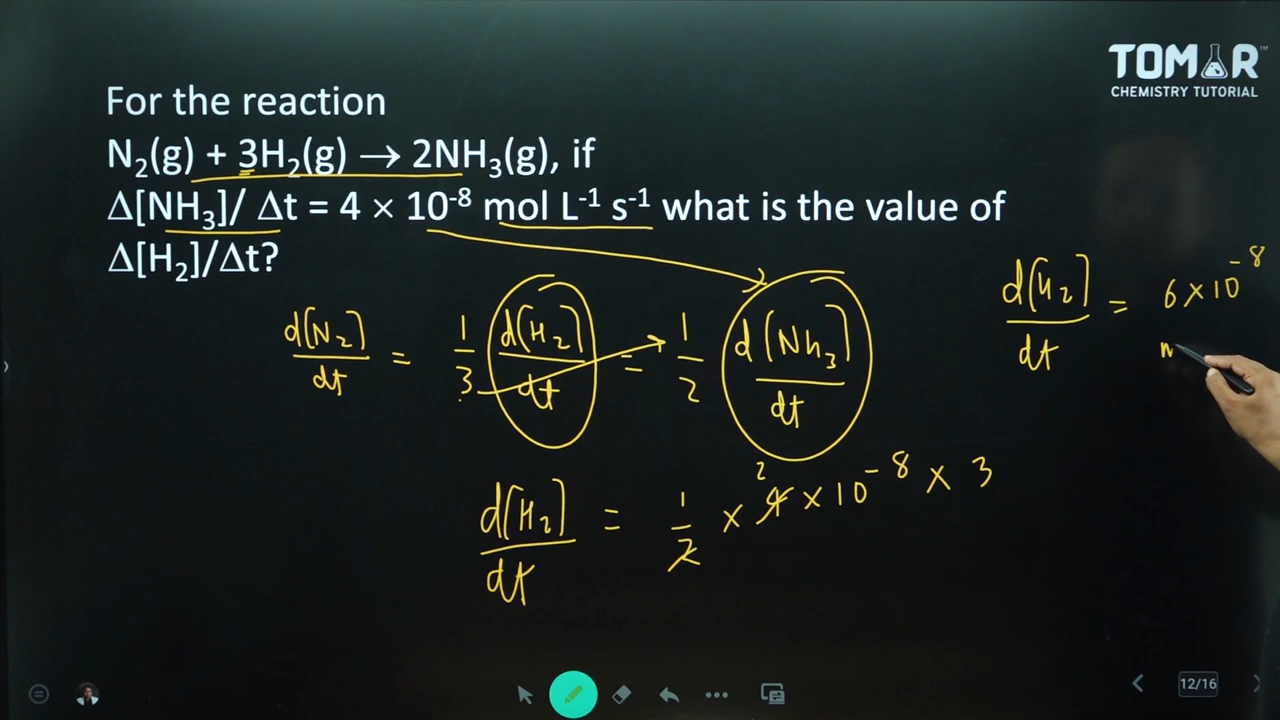 TOMAR™
CHEMISTRY TUTORIAL
For the reaction
N₂(g) + 3H₂(g) → 2NH₃(g), if
Δ[NH₃]/ Δt = 4 × 10⁻⁸ mol L⁻¹ s⁻¹ what is the value of
Δ[H₂]/Δt?
d[N₂]/dt = 1/3 d[H₂]/dt = 1/2 d[Nh₃]/dt
d[H₂]/dt = 6 × 10⁻⁸
d[H₂]/dt = 1/2 × 4 2 × 10⁻⁸ × 3
12/16